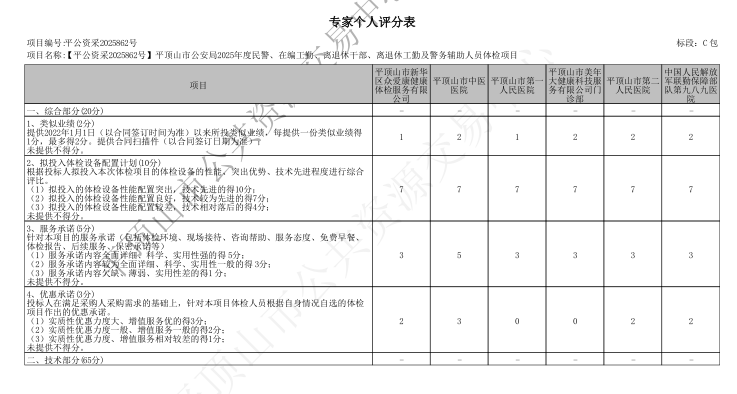 专家个人评分表
项目编号:平公资采2025862号
标段：C 包
项目名称:【平公资采2025862号】平顶山市公安局2025年度民警、在编工勤、离退休干部、离退休工勤及警务辅助人员体检项目
项目
平顶山市新华区众爱康健康体检服务有限公司
平顶山市中医医院
平顶山市第一人民医院
平顶山市美年大健康科技服务有限公司门诊部
平顶山市第二人民医院
中国人民解放军联勤保障部队第九八九医院
一、综合部分(20分) - - - - - -
1、类似业绩(2分)
提供2022年1月1日（以合同签订时间为准）以来所投类似业绩，每提供一份类似业绩得
1分，最多得2分。提供合同扫描件（以合同签订日期为准）；
未提供不得分。
1 2 1 2 2 2
2、拟投入体检设备配置计划(10分)
根据投标人拟投入本次体检项目的体检设备的性能，突出优势、技术先进程度进行综合
评比。
（1）拟投入的体检设备性能配置突出，技术先进的得10分；
（2）拟投入的体检设备性能配置良好，技术较为先进的得7分；
（3）拟投入的体检设备性能配置较差，技术相对落后的得4分；
未提供不得分。
7 7 7 7 7 7
3、服务承诺(5分)
针对本项目的服务承诺（包括体检环境、现场接待、咨询帮助、服务态度、免费早餐、
体检报告、后续服务、保密承诺等）
（1）服务承诺内容全面详细、科学、实用性强的得 5分；
（2）服务承诺内容较为全面详细、科学、实用性一般的得 3分；
（3）服务承诺内容欠缺、薄弱、实用性差的得1 分；
未提供不得分。
3 5 3 3 3 3
4、优惠承诺(3分)
投标人在满足采购人采购需求的基础上，针对本项目体检人员根据自身情况自选的体检
项目作出的优惠承诺。
（1）实质性优惠力度大、增值服务优的得3分；
（2）实质性优惠力度一般、增值服务一般的得2分；
（3）实质性优惠力度、增值服务相对较差的得1分；
未提供不得分。
2 3 0 0 2 2
二、技术部分(65分) - - - - - -